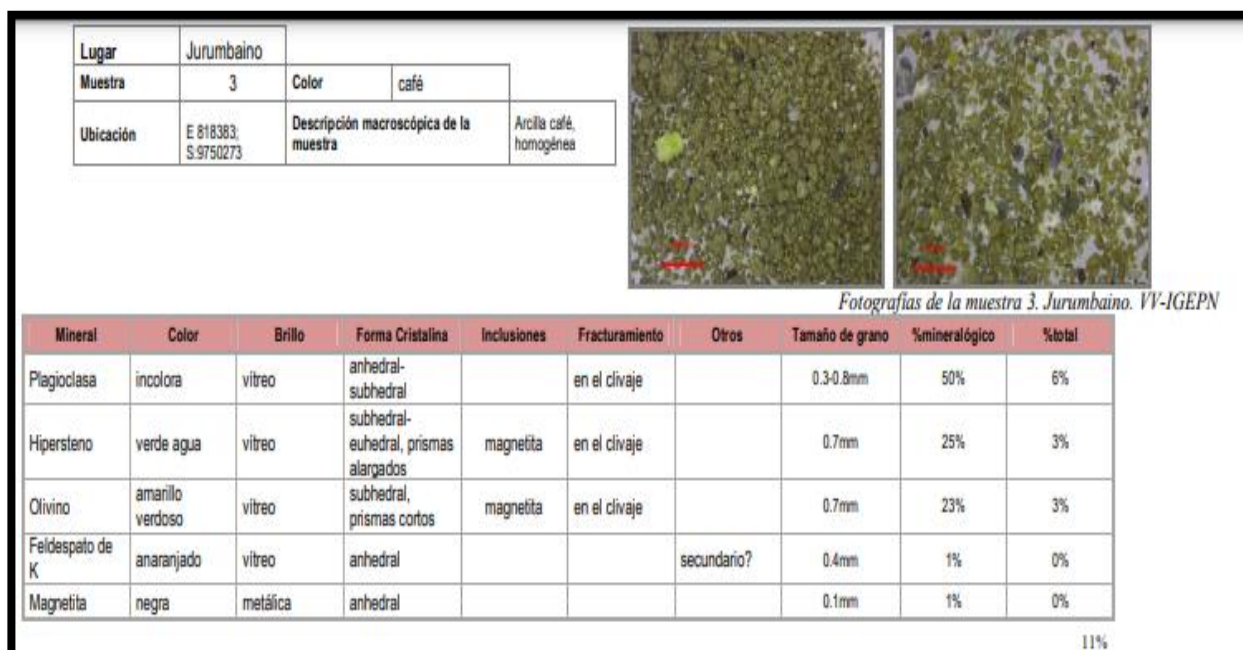 Lugar Jurumbaino
Muestra 3 Color café
Ubicación E 818383; S.9750273 Descripción macroscópica de la muestra Arcilla café, homogénea
Fotografías de la muestra 3. Jurumbaino. VV-IGEPN
Mineral Color Brillo Forma Cristalina Inclusiones Fracturamiento Otros Tamaño de grano %mineralógico %total
Plagioclasa incolora vítreo anhedral-subhedral en el clivaje 0.3-0.8mm 50% 6%
Hipersteno verde agua vítreo subhedral-euhedral, prismas alargados magnetita en el clivaje 0.7mm 25% 3%
Olivino amarillo verdoso vítreo subhedral, prismas cortos magnetita en el clivaje 0.7mm 23% 3%
Feldespato de K anaranjado vítreo anhedral secundario? 0.4mm 1% 0%
Magnetita negra metálica anhedral 0.1mm 1% 0%
11%